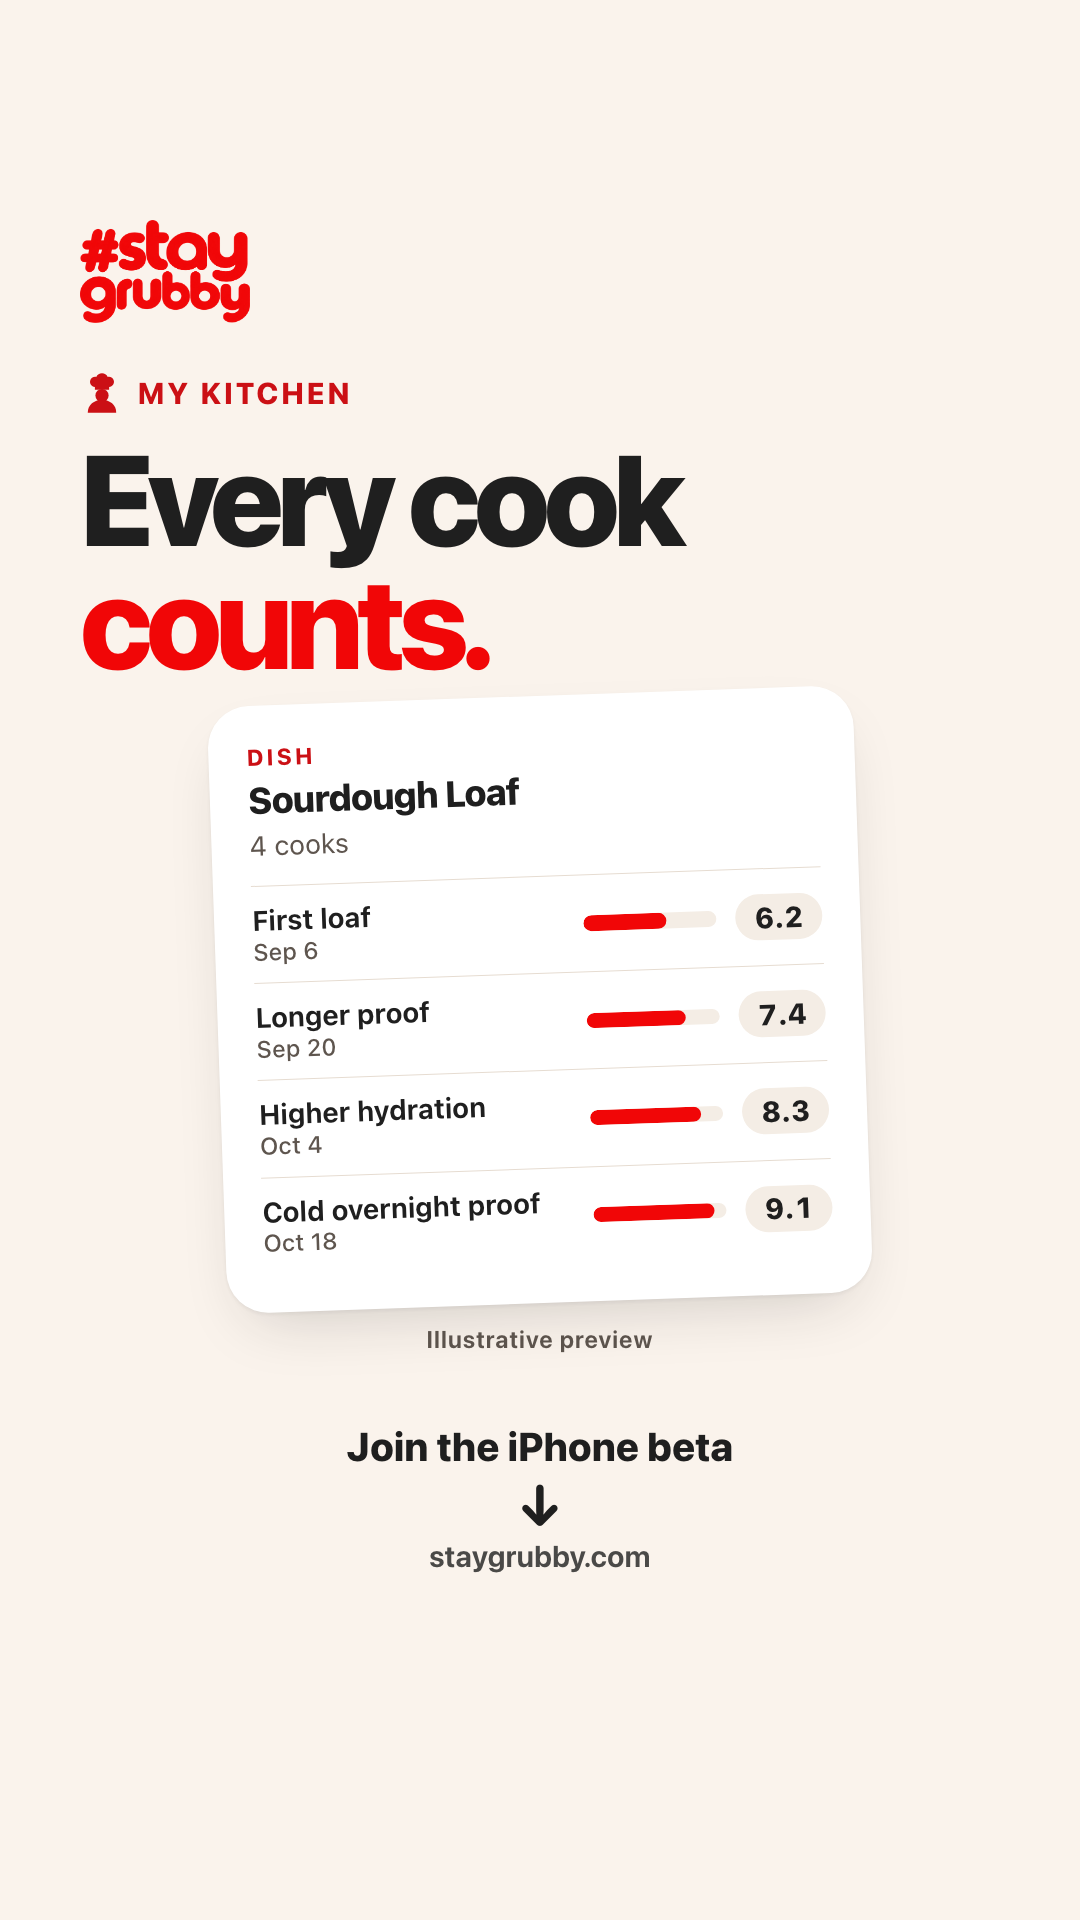 #stay
grubby
MY KITCHEN
Every cook
counts.
DISH
Sourdough Loaf
4 cooks
First loaf
Sep 6
6.2
Longer proof
Sep 20
7.4
Higher hydration
Oct 4
8.3
Cold overnight proof
Oct 18
9.1
Illustrative preview
Join the iPhone beta
staygrubby.com